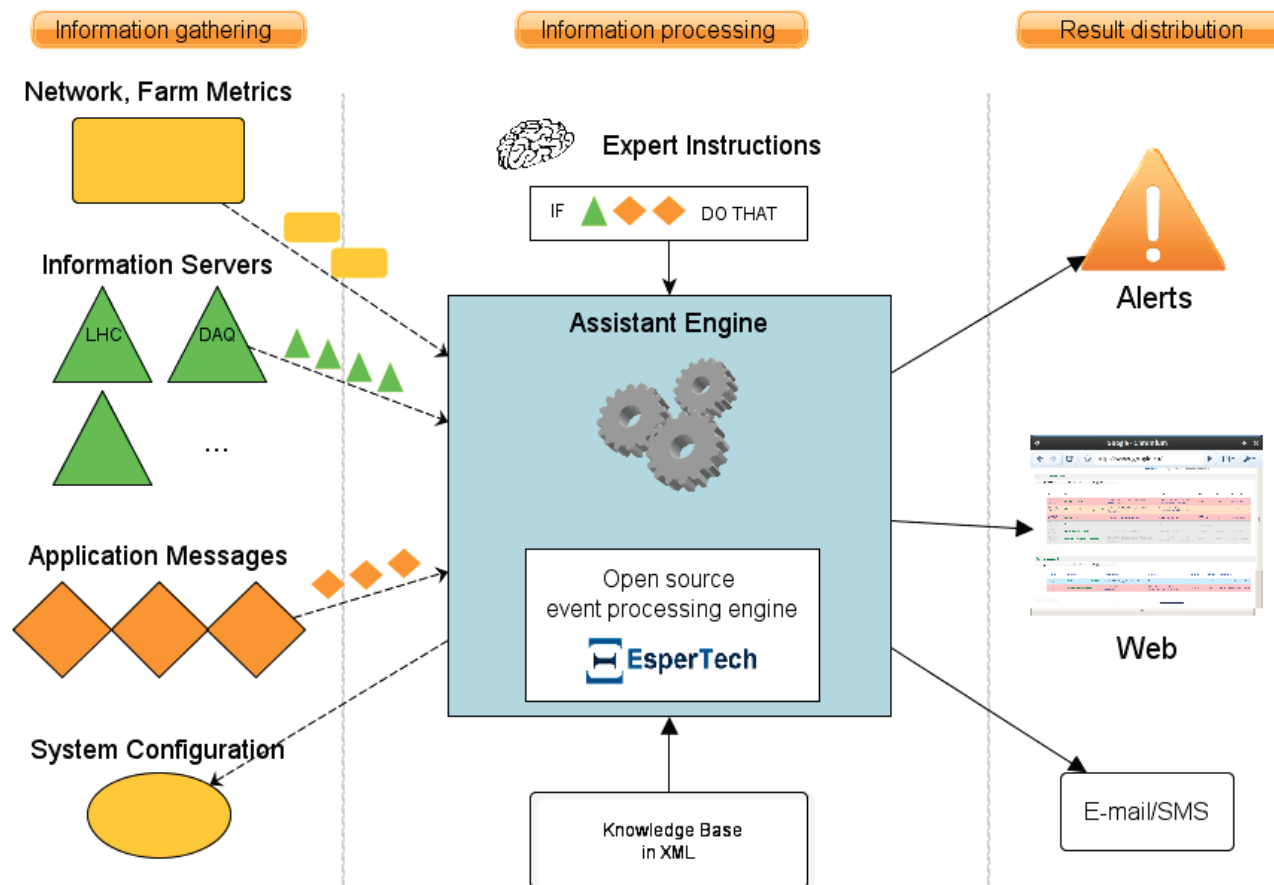 Information gathering
Information processing
Result distribution
Network, Farm Metrics
Information Servers
LHC
DAQ
...
Application Messages
System Configuration
Expert Instructions
IF
DO THAT
Assistant Engine
Open source
event processing engine
EsperTech
Knowledge Base
in XML
Alerts
Google - Chromium
Web
E-mail/SMS